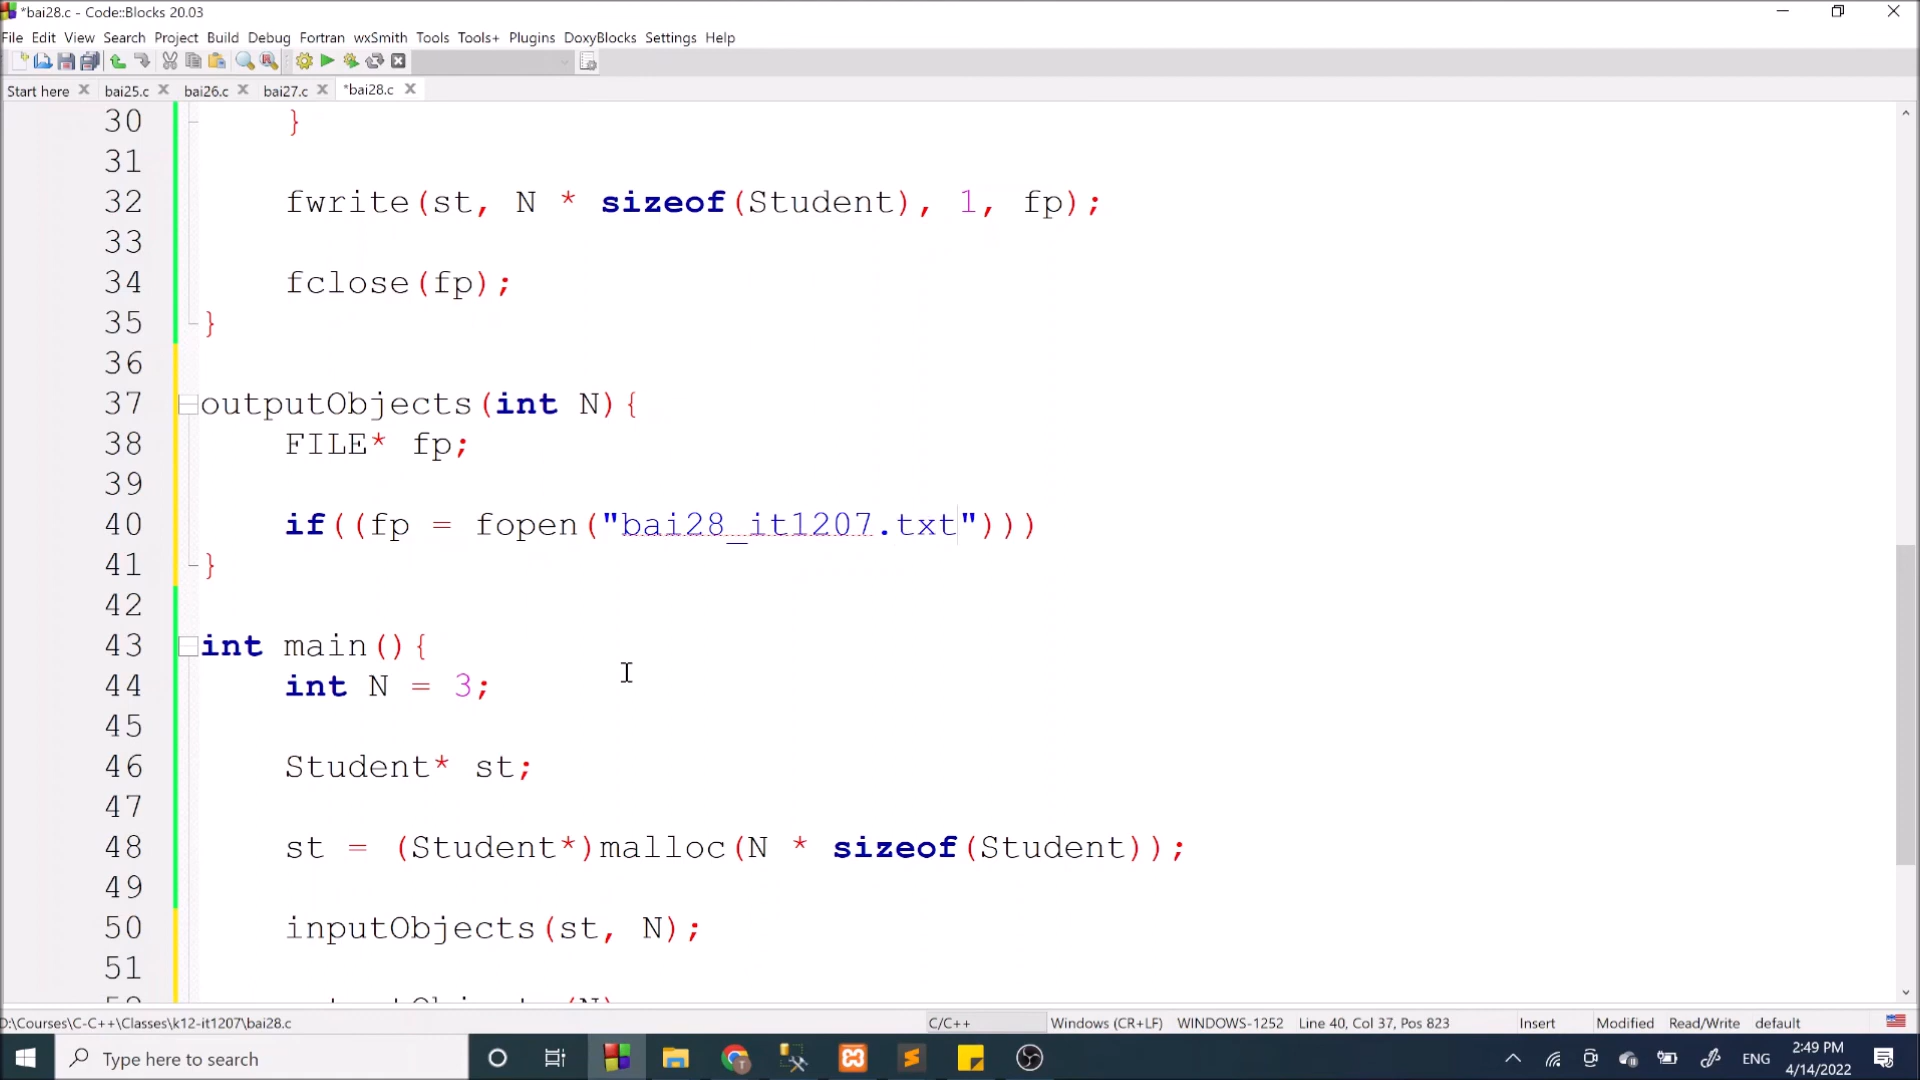 *bai28.c - Code::Blocks 20.03
File Edit View Search Project Build Debug Fortran wxSmith Tools Tools+ Plugins DoxyBlocks Settings Help
Start here bai25.c bai26.c bai27.c *bai28.c
30 }
31
32 fwrite(st, N * sizeof(Student), 1, fp);
33
34 fclose(fp);
35 }
36
37 outputObjects(int N){
38 FILE* fp;
39
40 if((fp = fopen("bai28_it1207.txt")))
41 }
42
43 int main(){
44 int N = 3;
45
46 Student* st;
47
48 st = (Student*)malloc(N * sizeof(Student));
49
50 inputObjects(st, N);
51
D:\Courses\C-C++\Classes\k12-it1207\bai28.c C/C++ Windows (CR+LF) WINDOWS-1252 Line 40, Col 37, Pos 823 Insert Modified Read/Write default
Type here to search ENG 2:49 PM
4/14/2022